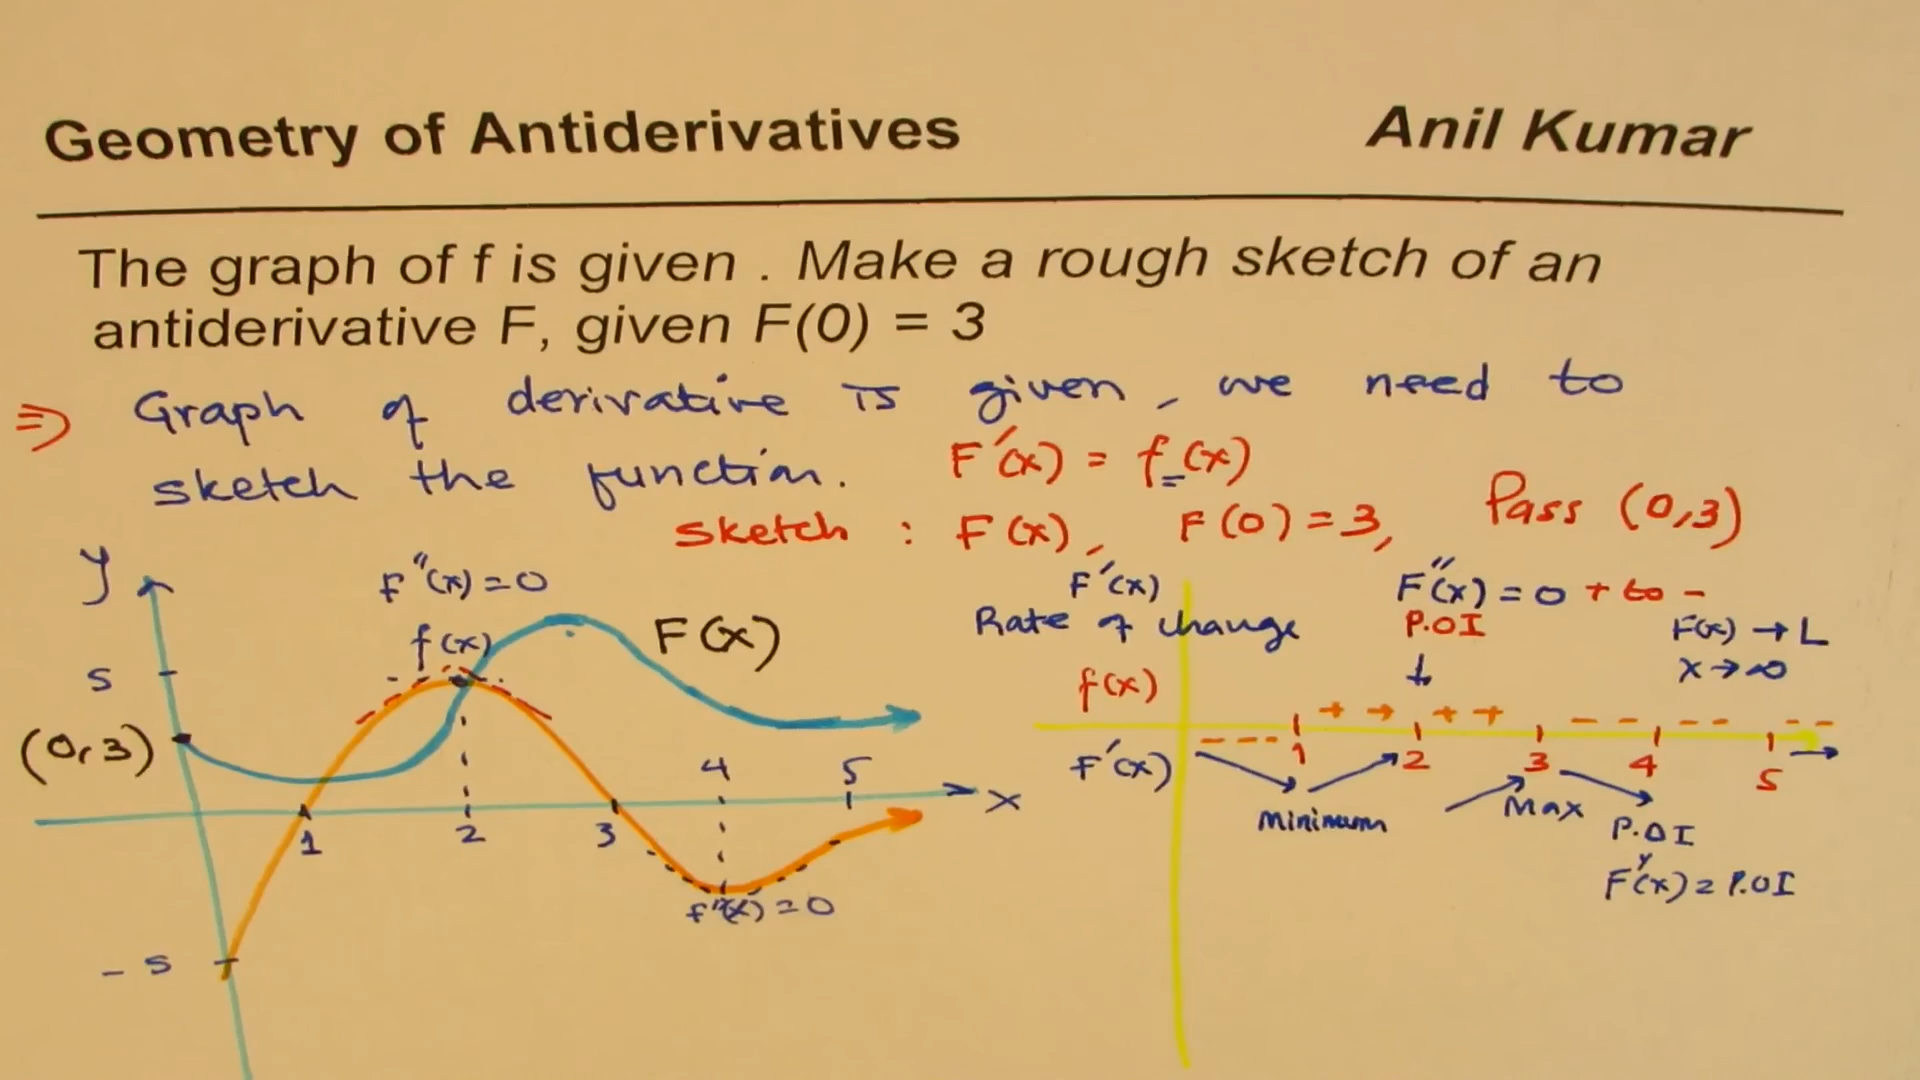 Geometry of Antiderivatives
Anil Kumar
The graph of f is given . Make a rough sketch of an
antiderivative F, given F(0) = 3
⇒ Graph of derivative is given, we need to
sketch the function.
F'(x) = f(x)
sketch : F(x), F(0) = 3, Pass (0,3)
y
F"(x) = 0
f(x)
F(x)
5
(0,3)
1
2
3
4
5
x
f"(x) = 0
- 5
F'(x)
Rate of change
f(x)
F'(x)
F"(x) = 0 + to -
P.O.I
F(x) → L
x → ∞
- - - + + + + - - - - - -
1 2 3 4 5
Minimum
Max
P.O.I
F"(x) = P.O.I